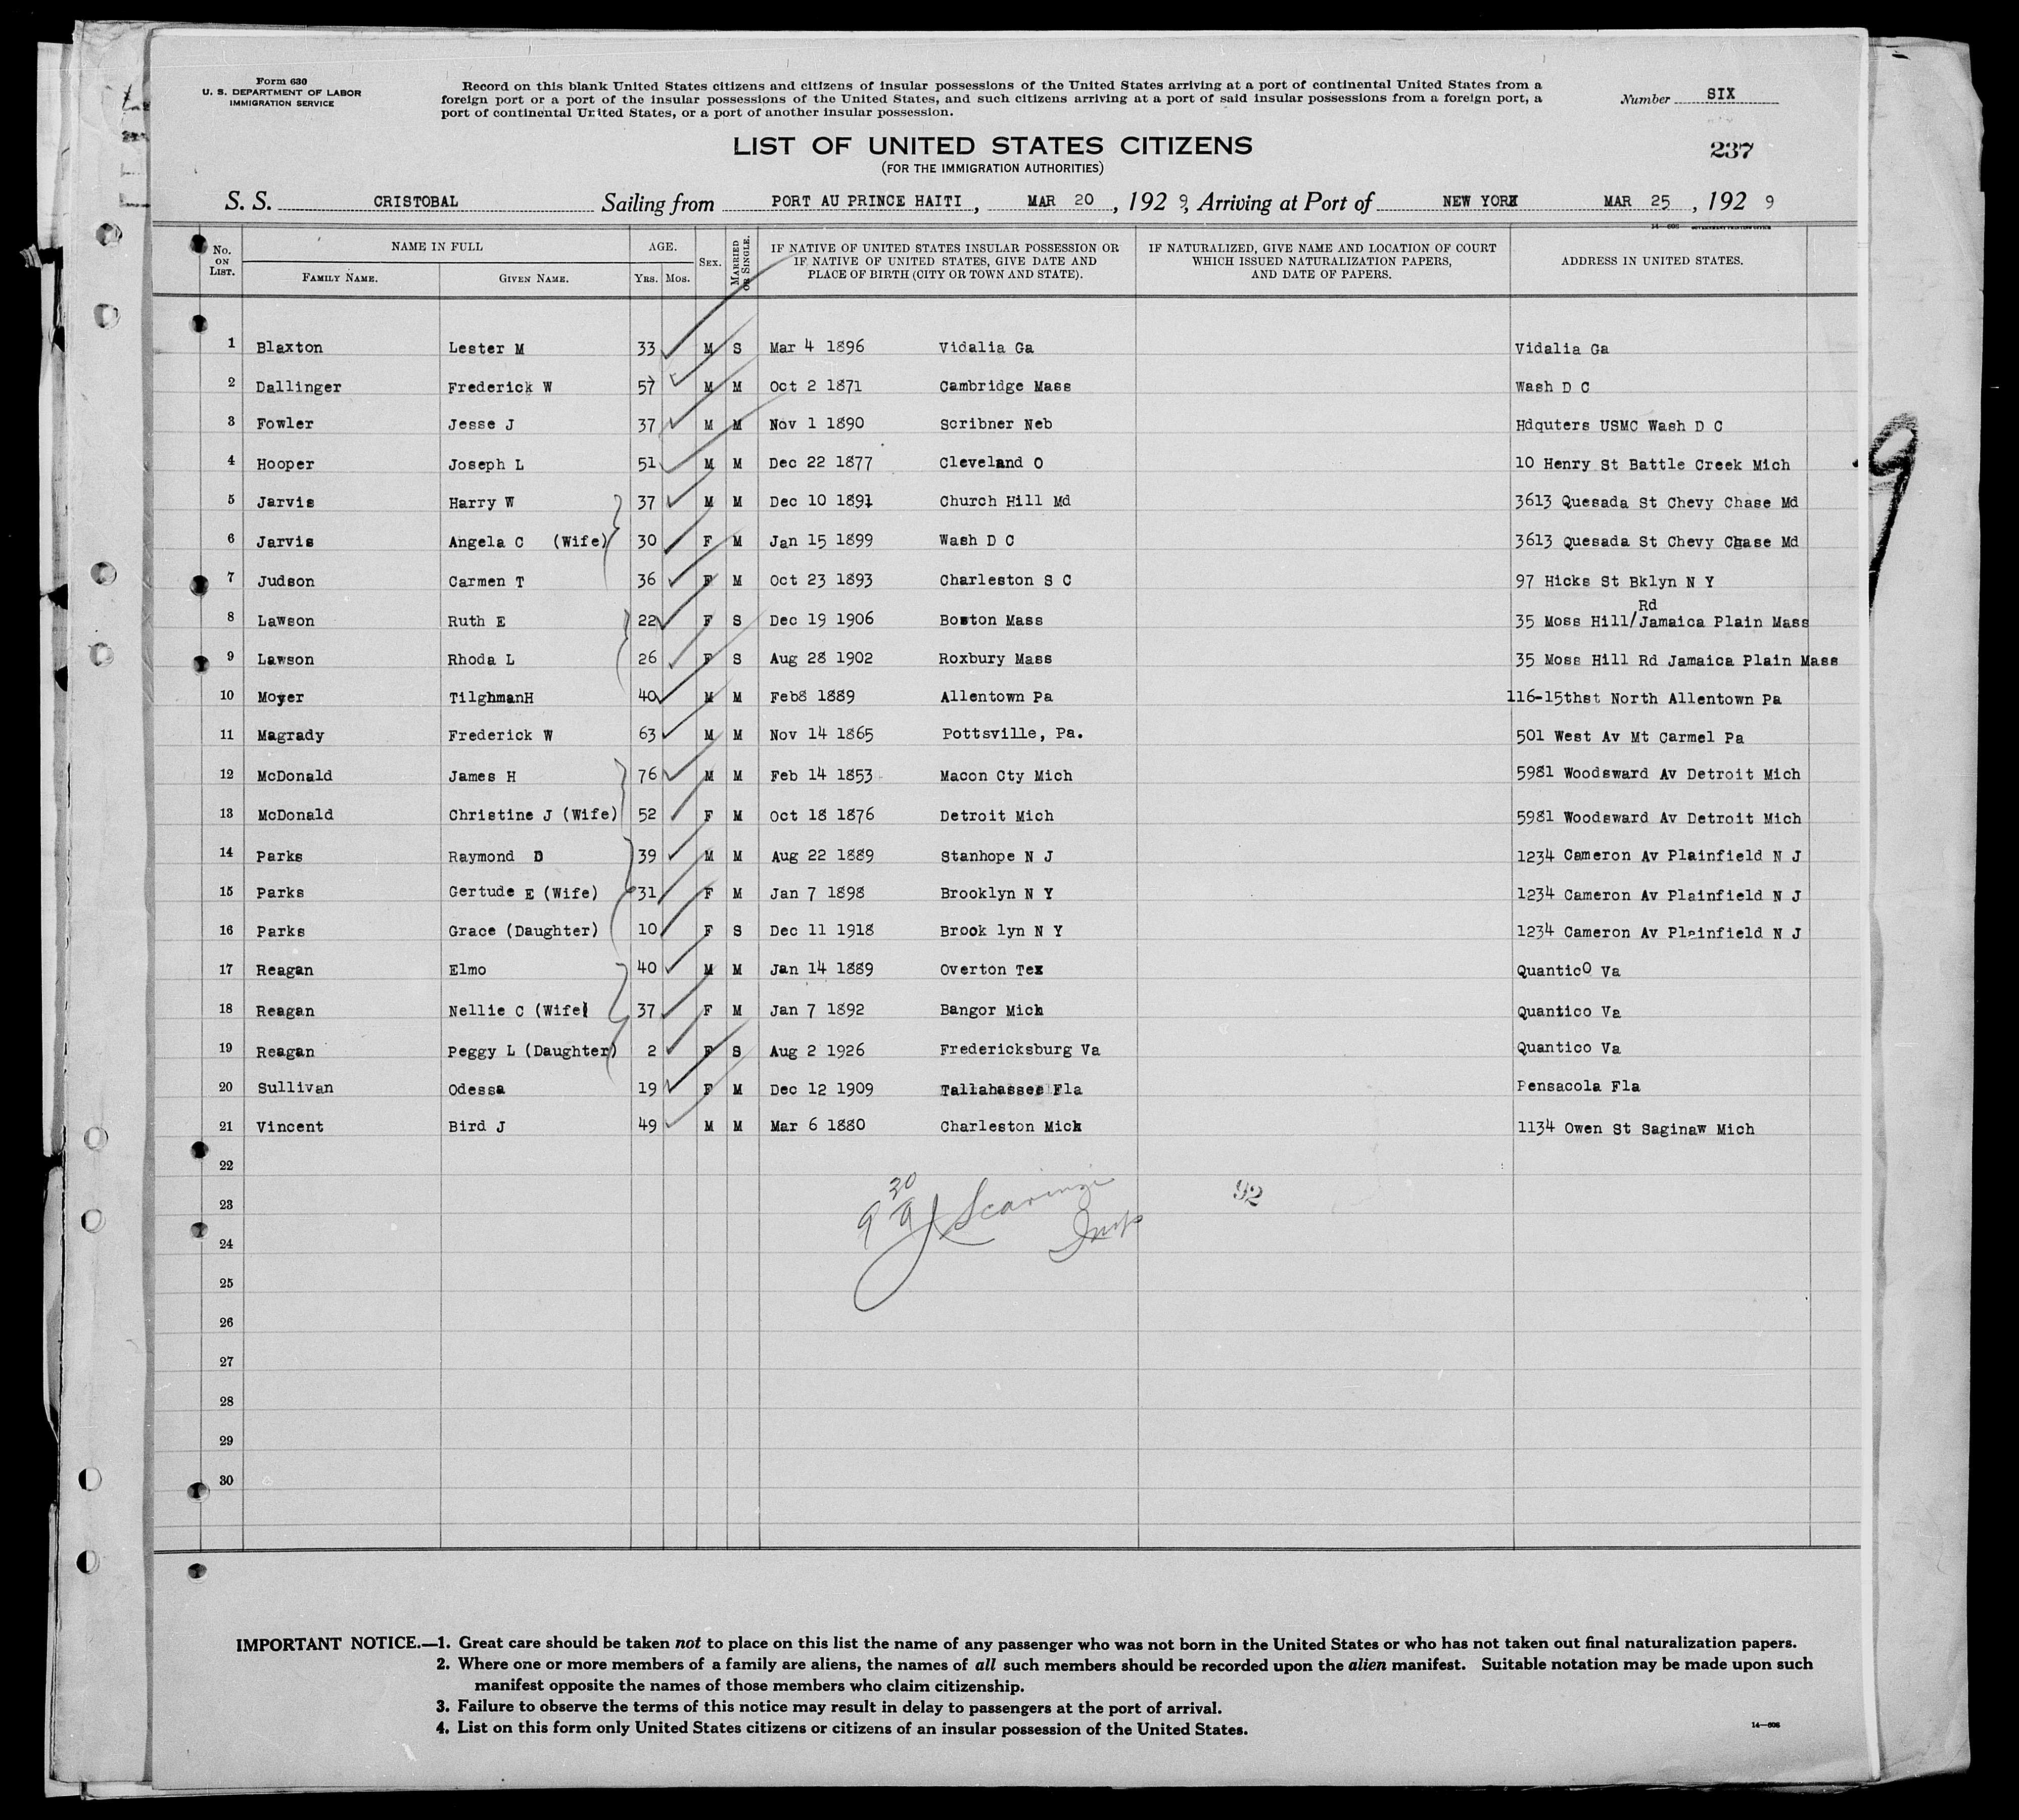 Form 630
U. S. DEPARTMENT OF LABOR
IMMIGRATION SERVICE
Record on this blank United States citizens and citizens of insular possessions of the United States arriving at a port of continental United States from a
foreign port or a port of the insular possessions of the United States, and such citizens arriving at a port of said insular possessions from a foreign port, a
port of continental United States, or a port of another insular possession.
Number SIX
237
LIST OF UNITED STATES CITIZENS
(FOR THE IMMIGRATION AUTHORITIES)
S. S. CRISTOBAL Sailing from PORT AU PRINCE HAITI, MAR 20, 1929, Arriving at Port of NEW YORK MAR 25, 1929
14—608 GOVERNMENT PRINTING OFFICE
No. ON LIST. NAME IN FULL FAMILY NAME. GIVEN NAME. AGE. YRS. MOS. SEX. MARRIED OR SINGLE. IF NATIVE OF UNITED STATES INSULAR POSSESSION OR IF NATIVE OF UNITED STATES, GIVE DATE AND PLACE OF BIRTH (CITY OR TOWN AND STATE). IF NATURALIZED, GIVE NAME AND LOCATION OF COURT WHICH ISSUED NATURALIZATION PAPERS, AND DATE OF PAPERS. ADDRESS IN UNITED STATES.
1 Blaxton Lester M 33 M S Mar 4 1896 Vidalia Ga Vidalia Ga
2 Dallinger Frederick W 57 M M Oct 2 1871 Cambridge Mass Wash D C
3 Fowler Jesse J 37 M M Nov 1 1890 Scribner Neb Hdquters USMC Wash D C
4 Hooper Joseph L 51 M M Dec 22 1877 Cleveland O 10 Henry St Battle Creek Mich
5 Jarvis Harry W 37 M M Dec 10 1891 Church Hill Md 3613 Quesada St Chevy Chase Md
6 Jarvis Angela C (Wife) 30 F M Jan 15 1899 Wash D C 3613 Quesada St Chevy Chase Md
7 Judson Carmen T 36 F M Oct 23 1893 Charleston S C 97 Hicks St Bklyn N Y
8 Lawson Ruth E 22 F S Dec 19 1906 Boston Mass 35 Moss Hill/Rd Jamaica Plain Mass
9 Lawson Rhoda L 26 F S Aug 28 1902 Roxbury Mass 35 Moss Hill Rd Jamaica Plain Mass
10 Moyer TilghmanH 40 M M Feb8 1889 Allentown Pa 116-15thst North Allentown Pa
11 Magrady Frederick W 63 M M Nov 14 1865 Pottsville, Pa. 501 West Av Mt Carmel Pa
12 McDonald James H 76 M M Feb 14 1853 Macon Cty Mich 5981 Woodsward Av Detroit Mich
13 McDonald Christine J (Wife) 52 F M Oct 18 1876 Detroit Mich 5981 Woodsward Av Detroit Mich
14 Parks Raymond D 39 M M Aug 22 1889 Stanhope N J 1234 Cameron Av Plainfield N J
15 Parks Gertude E (Wife) 31 F M Jan 7 1898 Brooklyn N Y 1234 Cameron Av Plainfield N J
16 Parks Grace (Daughter) 10 F S Dec 11 1918 Brook lyn N Y 1234 Cameron Av Plainfield N J
17 Reagan Elmo 40 M M Jan 14 1889 Overton Tex QuanticO Va
18 Reagan Nellie C (Wife) 37 F M Jan 7 1892 Bangor Mich Quantico Va
19 Reagan Peggy L (Daughter) 2 F S Aug 2 1926 Fredericksburg Va Quantico Va
20 Sullivan Odessa 19 F M Dec 12 1909 Tallahassee Fla Pensacola Fla
21 Vincent Bird J 49 M M Mar 6 1880 Charleston Mich 1134 Owen St Saginaw Mich
22
23
92
24
25
26
27
28
29
30
IMPORTANT NOTICE.—1. Great care should be taken not to place on this list the name of any passenger who was not born in the United States or who has not taken out final naturalization papers.
2. Where one or more members of a family are aliens, the names of all such members should be recorded upon the alien manifest. Suitable notation may be made upon such
manifest opposite the names of those members who claim citizenship.
3. Failure to observe the terms of this notice may result in delay to passengers at the port of arrival.
4. List on this form only United States citizens or citizens of an insular possession of the United States.
14—608